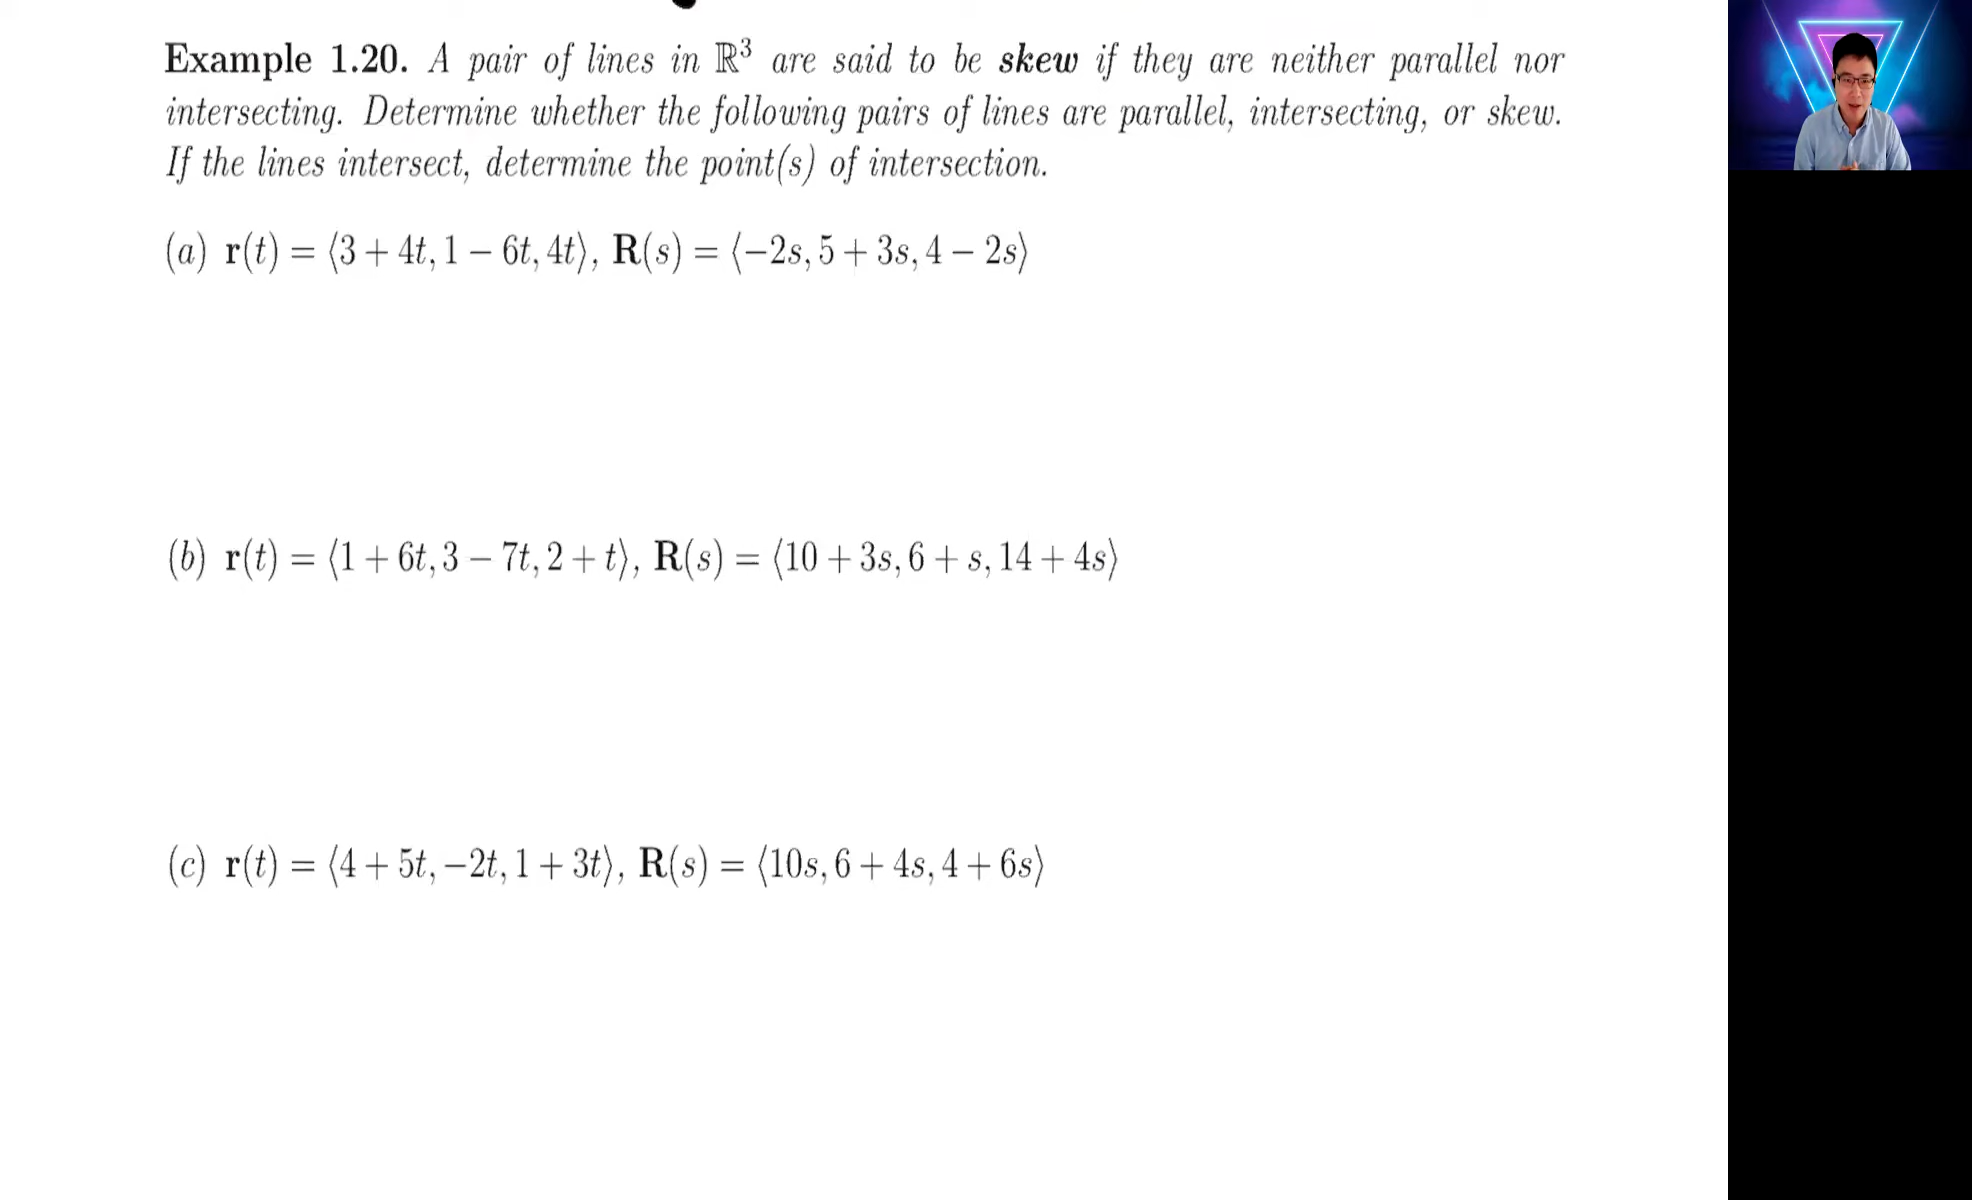 Example 1.20. A pair of lines in ℝ³ are said to be skew if they are neither parallel nor
intersecting. Determine whether the following pairs of lines are parallel, intersecting, or skew.
If the lines intersect, determine the point(s) of intersection.
(a) r(t) = ⟨3 + 4t, 1 − 6t, 4t⟩, R(s) = ⟨−2s, 5 + 3s, 4 − 2s⟩
(b) r(t) = ⟨1 + 6t, 3 − 7t, 2 + t⟩, R(s) = ⟨10 + 3s, 6 + s, 14 + 4s⟩
(c) r(t) = ⟨4 + 5t, −2t, 1 + 3t⟩, R(s) = ⟨10s, 6 + 4s, 4 + 6s⟩